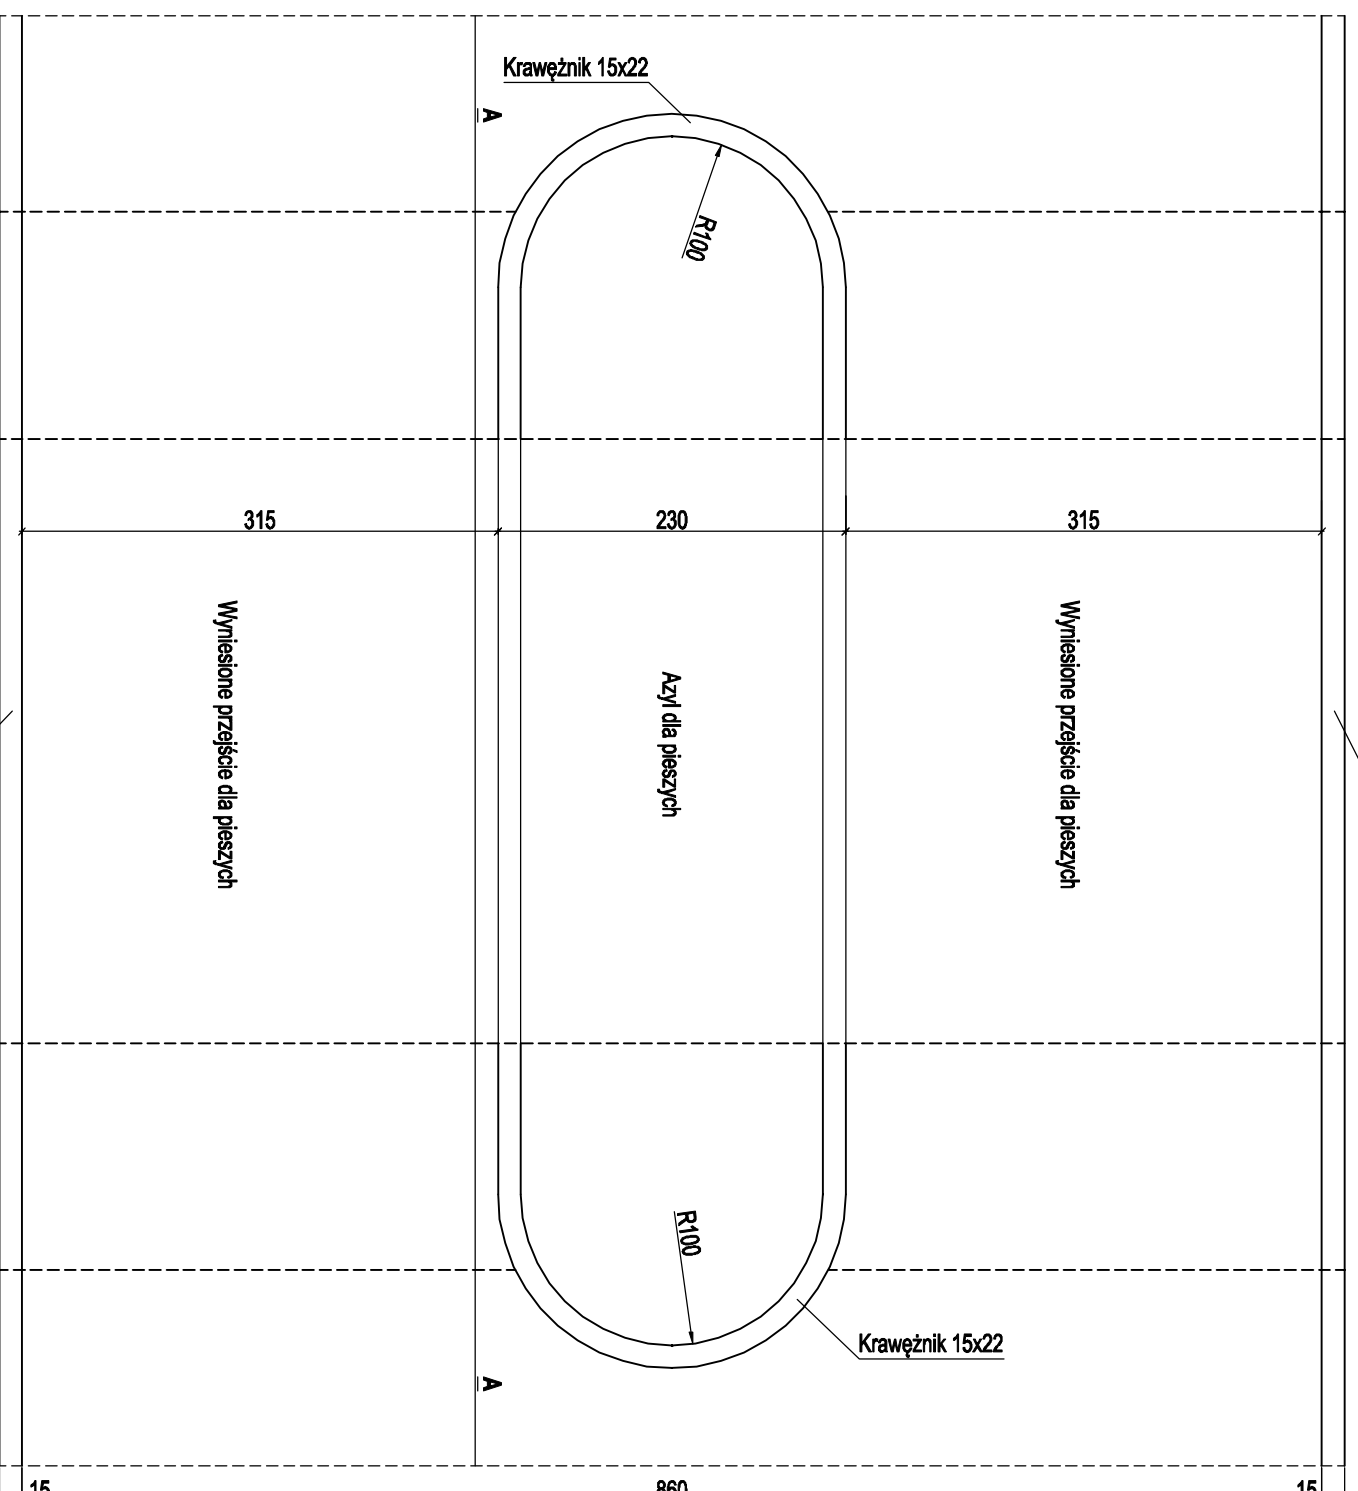 Krawężnik 15x22
A
R100
315
230
315
Wyniesione przejście dla pieszych
Azyl dla pieszych
Wyniesione przejście dla pieszych
R100
Krawężnik 15x22
A
15
860
15